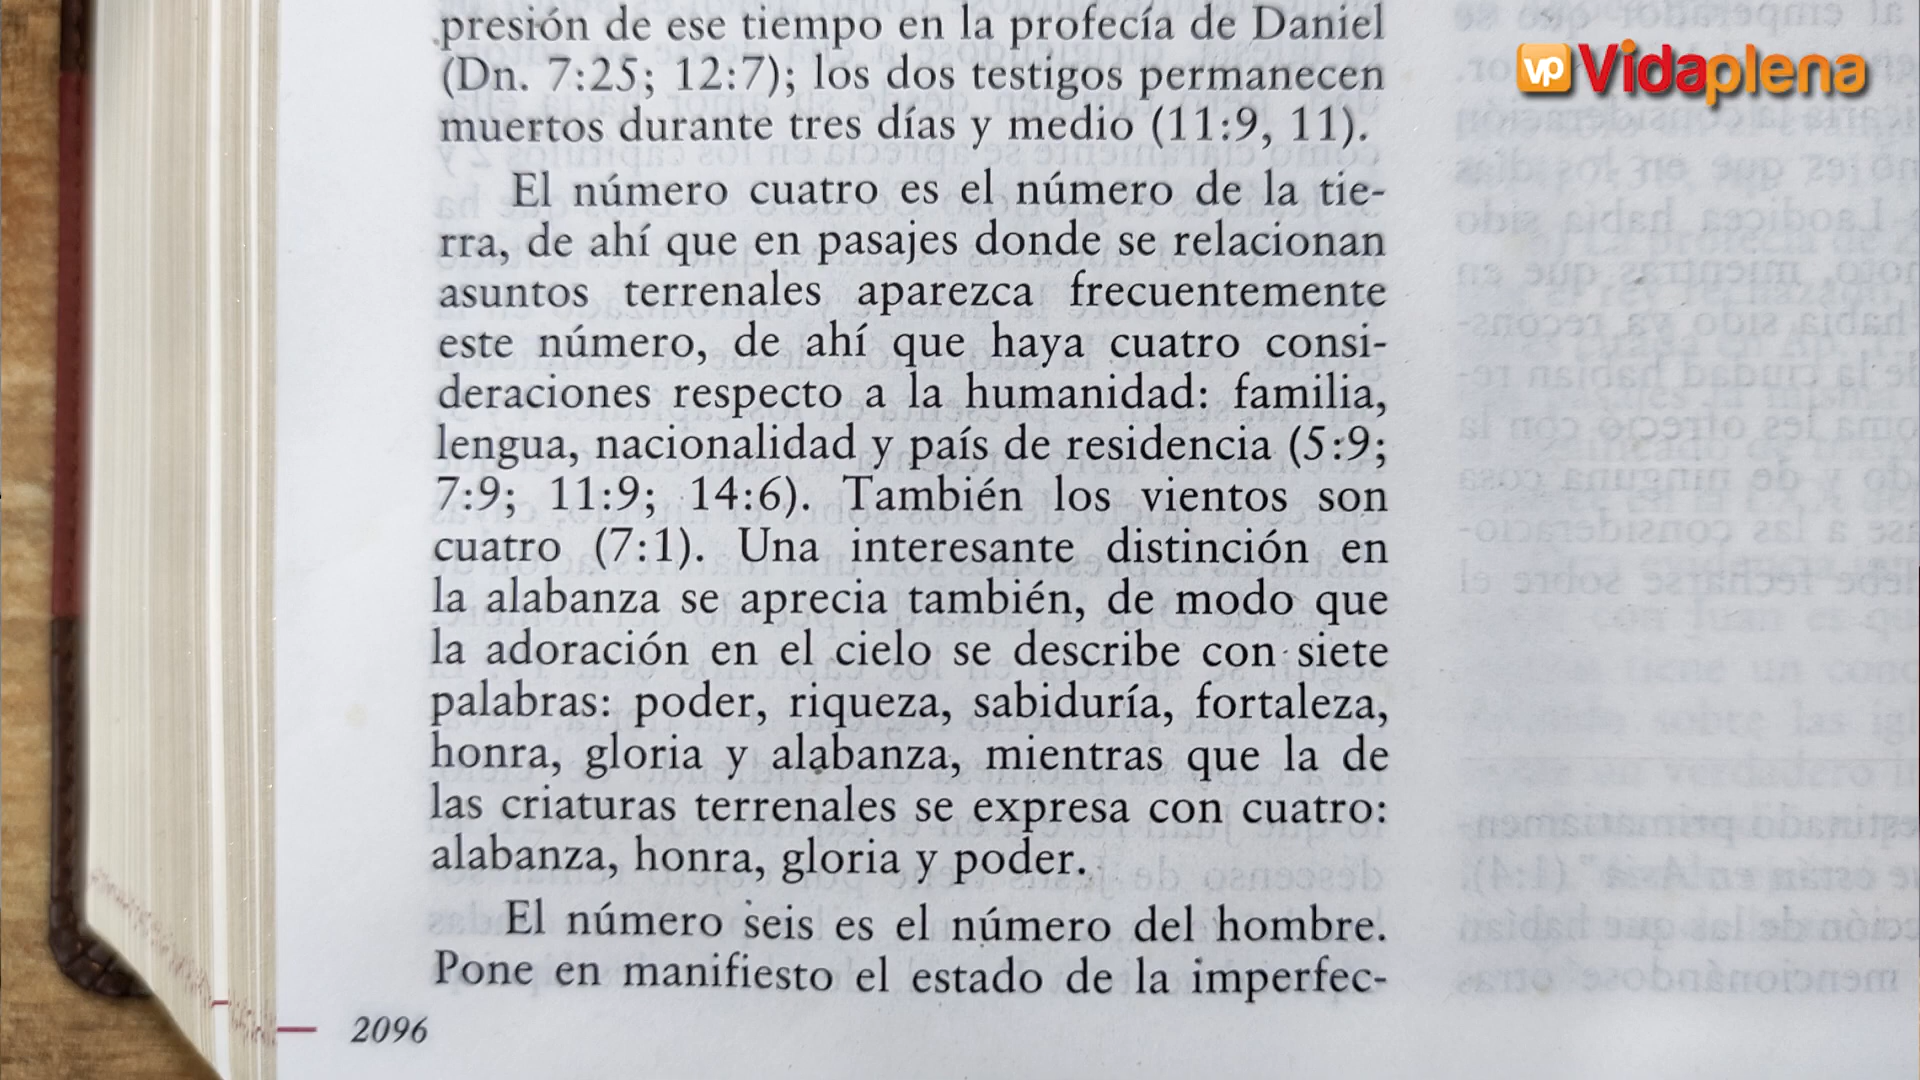 presión de ese tiempo en la profecía de Daniel
(Dn. 7:25; 12:7); los dos testigos permanecen
muertos durante tres días y medio (11:9, 11).
El número cuatro es el número de la tie-
rra, de ahí que en pasajes donde se relacionan
asuntos terrenales aparezca frecuentemente
este número, de ahí que haya cuatro consi-
deraciones respecto a la humanidad: familia,
lengua, nacionalidad y país de residencia (5:9;
7:9; 11:9; 14:6). También los vientos son
cuatro (7:1). Una interesante distinción en
la alabanza se aprecia también, de modo que
la adoración en el cielo se describe con siete
palabras: poder, riqueza, sabiduría, fortaleza,
honra, gloria y alabanza, mientras que la de
las criaturas terrenales se expresa con cuatro:
alabanza, honra, gloria y poder.
El número seis es el número del hombre.
Pone en manifiesto el estado de la imperfec-
2096
vp Vidaplena